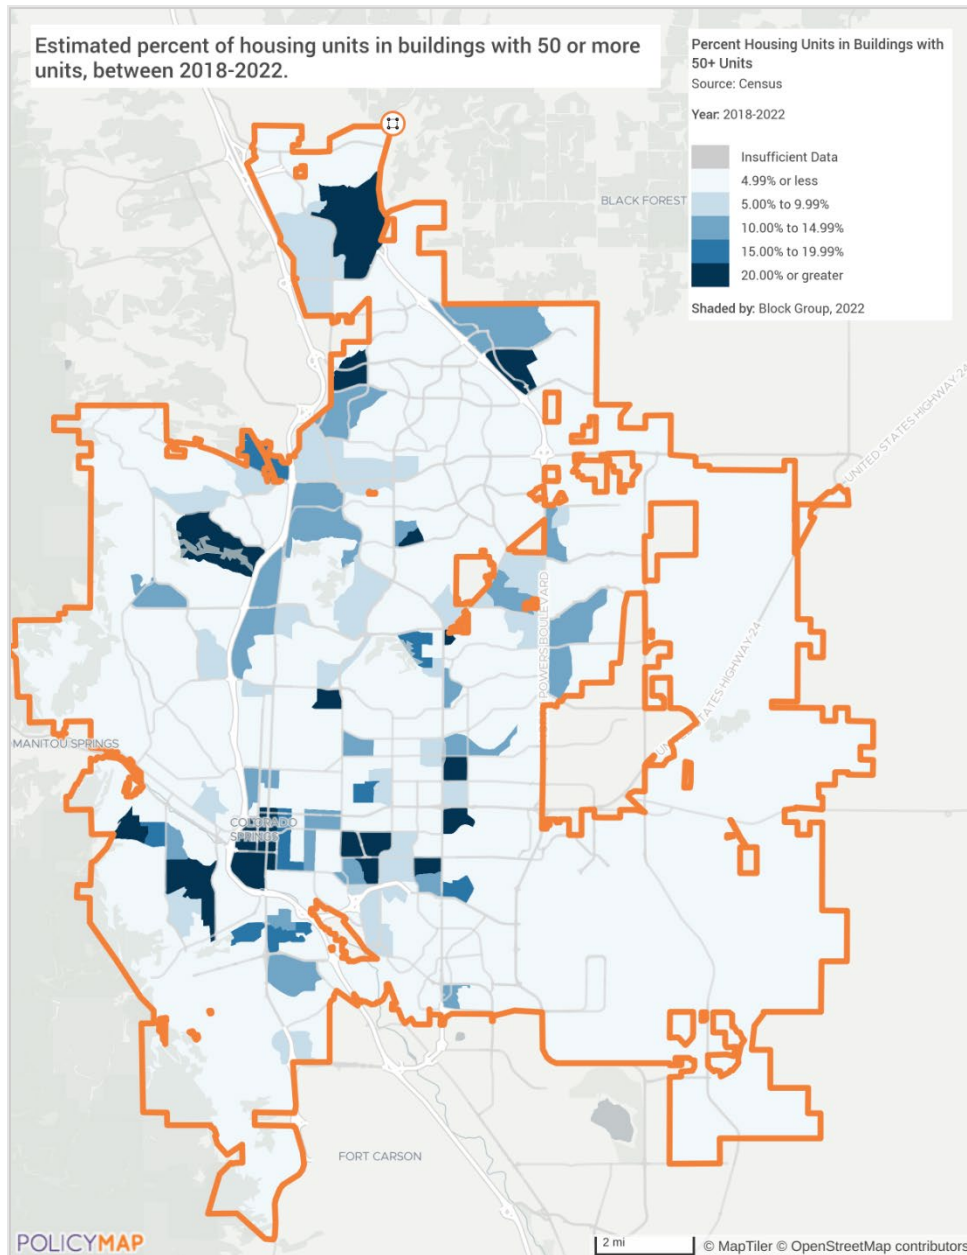 Estimated percent of housing units in buildings with 50 or more
units, between 2018-2022.
Percent Housing Units in Buildings with
50+ Units
Source: Census
Year: 2018-2022
Insufficient Data
4.99% or less
5.00% to 9.99%
10.00% to 14.99%
15.00% to 19.99%
20.00% or greater
Shaded by: Block Group, 2022
BLACK FOREST
UNITED STATES HIGHWAY 24
POWERS BOULEVARD
STATES HIGHWAY 24
MANITOU SPRINGS
COLORADO
SPRINGS
FORT CARSON
POLICYMAP
2 mi
© MapTiler © OpenStreetMap contributors